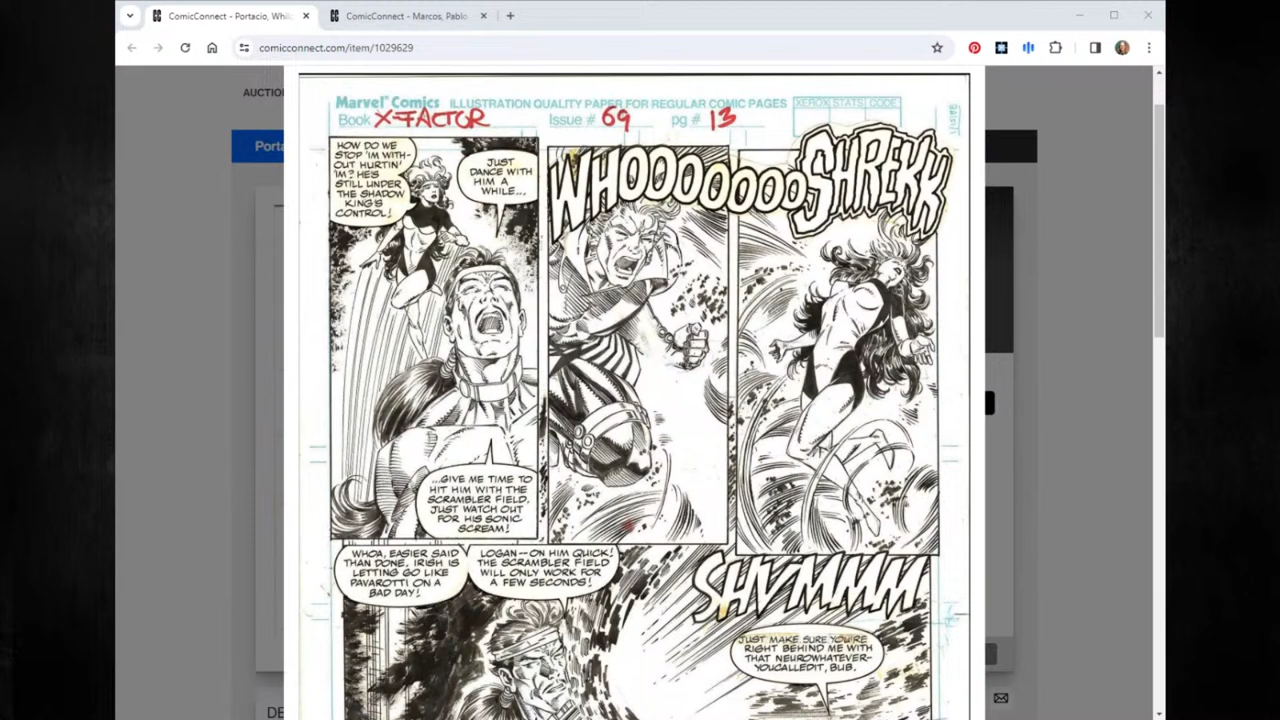 ComicConnect - Portacio, Whil
ComicConnect - Marcos, Pablo
comicconnect.com/item/1029629
AUCTIO
Porta
Marvel Comics ILLUSTRATION QUALITY PAPER FOR REGULAR COMIC PAGES XEROX STATS CODE
Book X-FACTOR Issue # 69 pg # 13
HOW DO WE
STOP 'IM WITH-
OUT HURTIN'
'IM? HE'S
STILL UNDER
THE SHADOW
KING'S
CONTROL!
JUST
DANCE WITH
HIM A
WHILE...
WHOOOOOOOO
SHREKK
...GIVE ME TIME TO
HIT HIM WITH THE
SCRAMBLER FIELD.
JUST WATCH OUT
FOR HIS SONIC
SCREAM!
WHOA, EASIER SAID
THAN DONE, IRISH IS
LETTING GO LIKE
PAVAROTTI ON A
BAD DAY!
LOGAN--ON HIM QUICK!
THE SCRAMBLER FIELD
WILL ONLY WORK FOR
A FEW SECONDS!
SHVMMM
JUST MAKE SURE YOU'RE
RIGHT BEHIND ME WITH
THAT NEUROWHATEVER-
YOUCALLEDIT, BUB.
DE